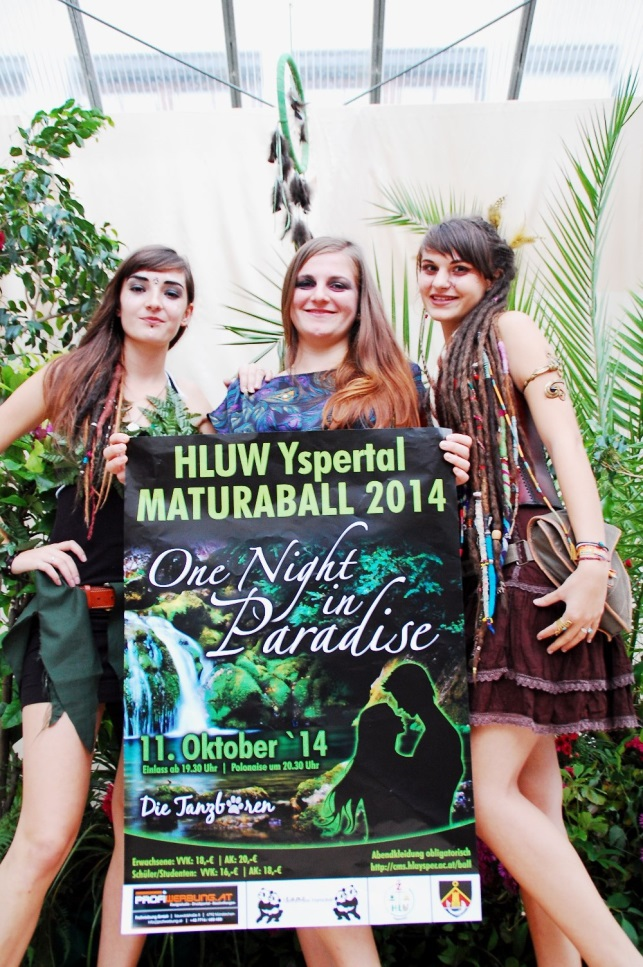 HLUW Yspertal
MATURABALL 2014
One Night
in
Paradise
11. Oktober `14
Einlass ab 19.30 Uhr | Polonaise um 20.30 Uhr
Die Tanzbären
Erwachsene: VVK: 18,-€ | AK: 20,-€
Schüler/Studenten: VVK: 16,-€ | AK: 18,-€
Abendkleidung obligatorisch
http://cms.hlayspez.ac.at/ball
PROFIWERBUNG.AT